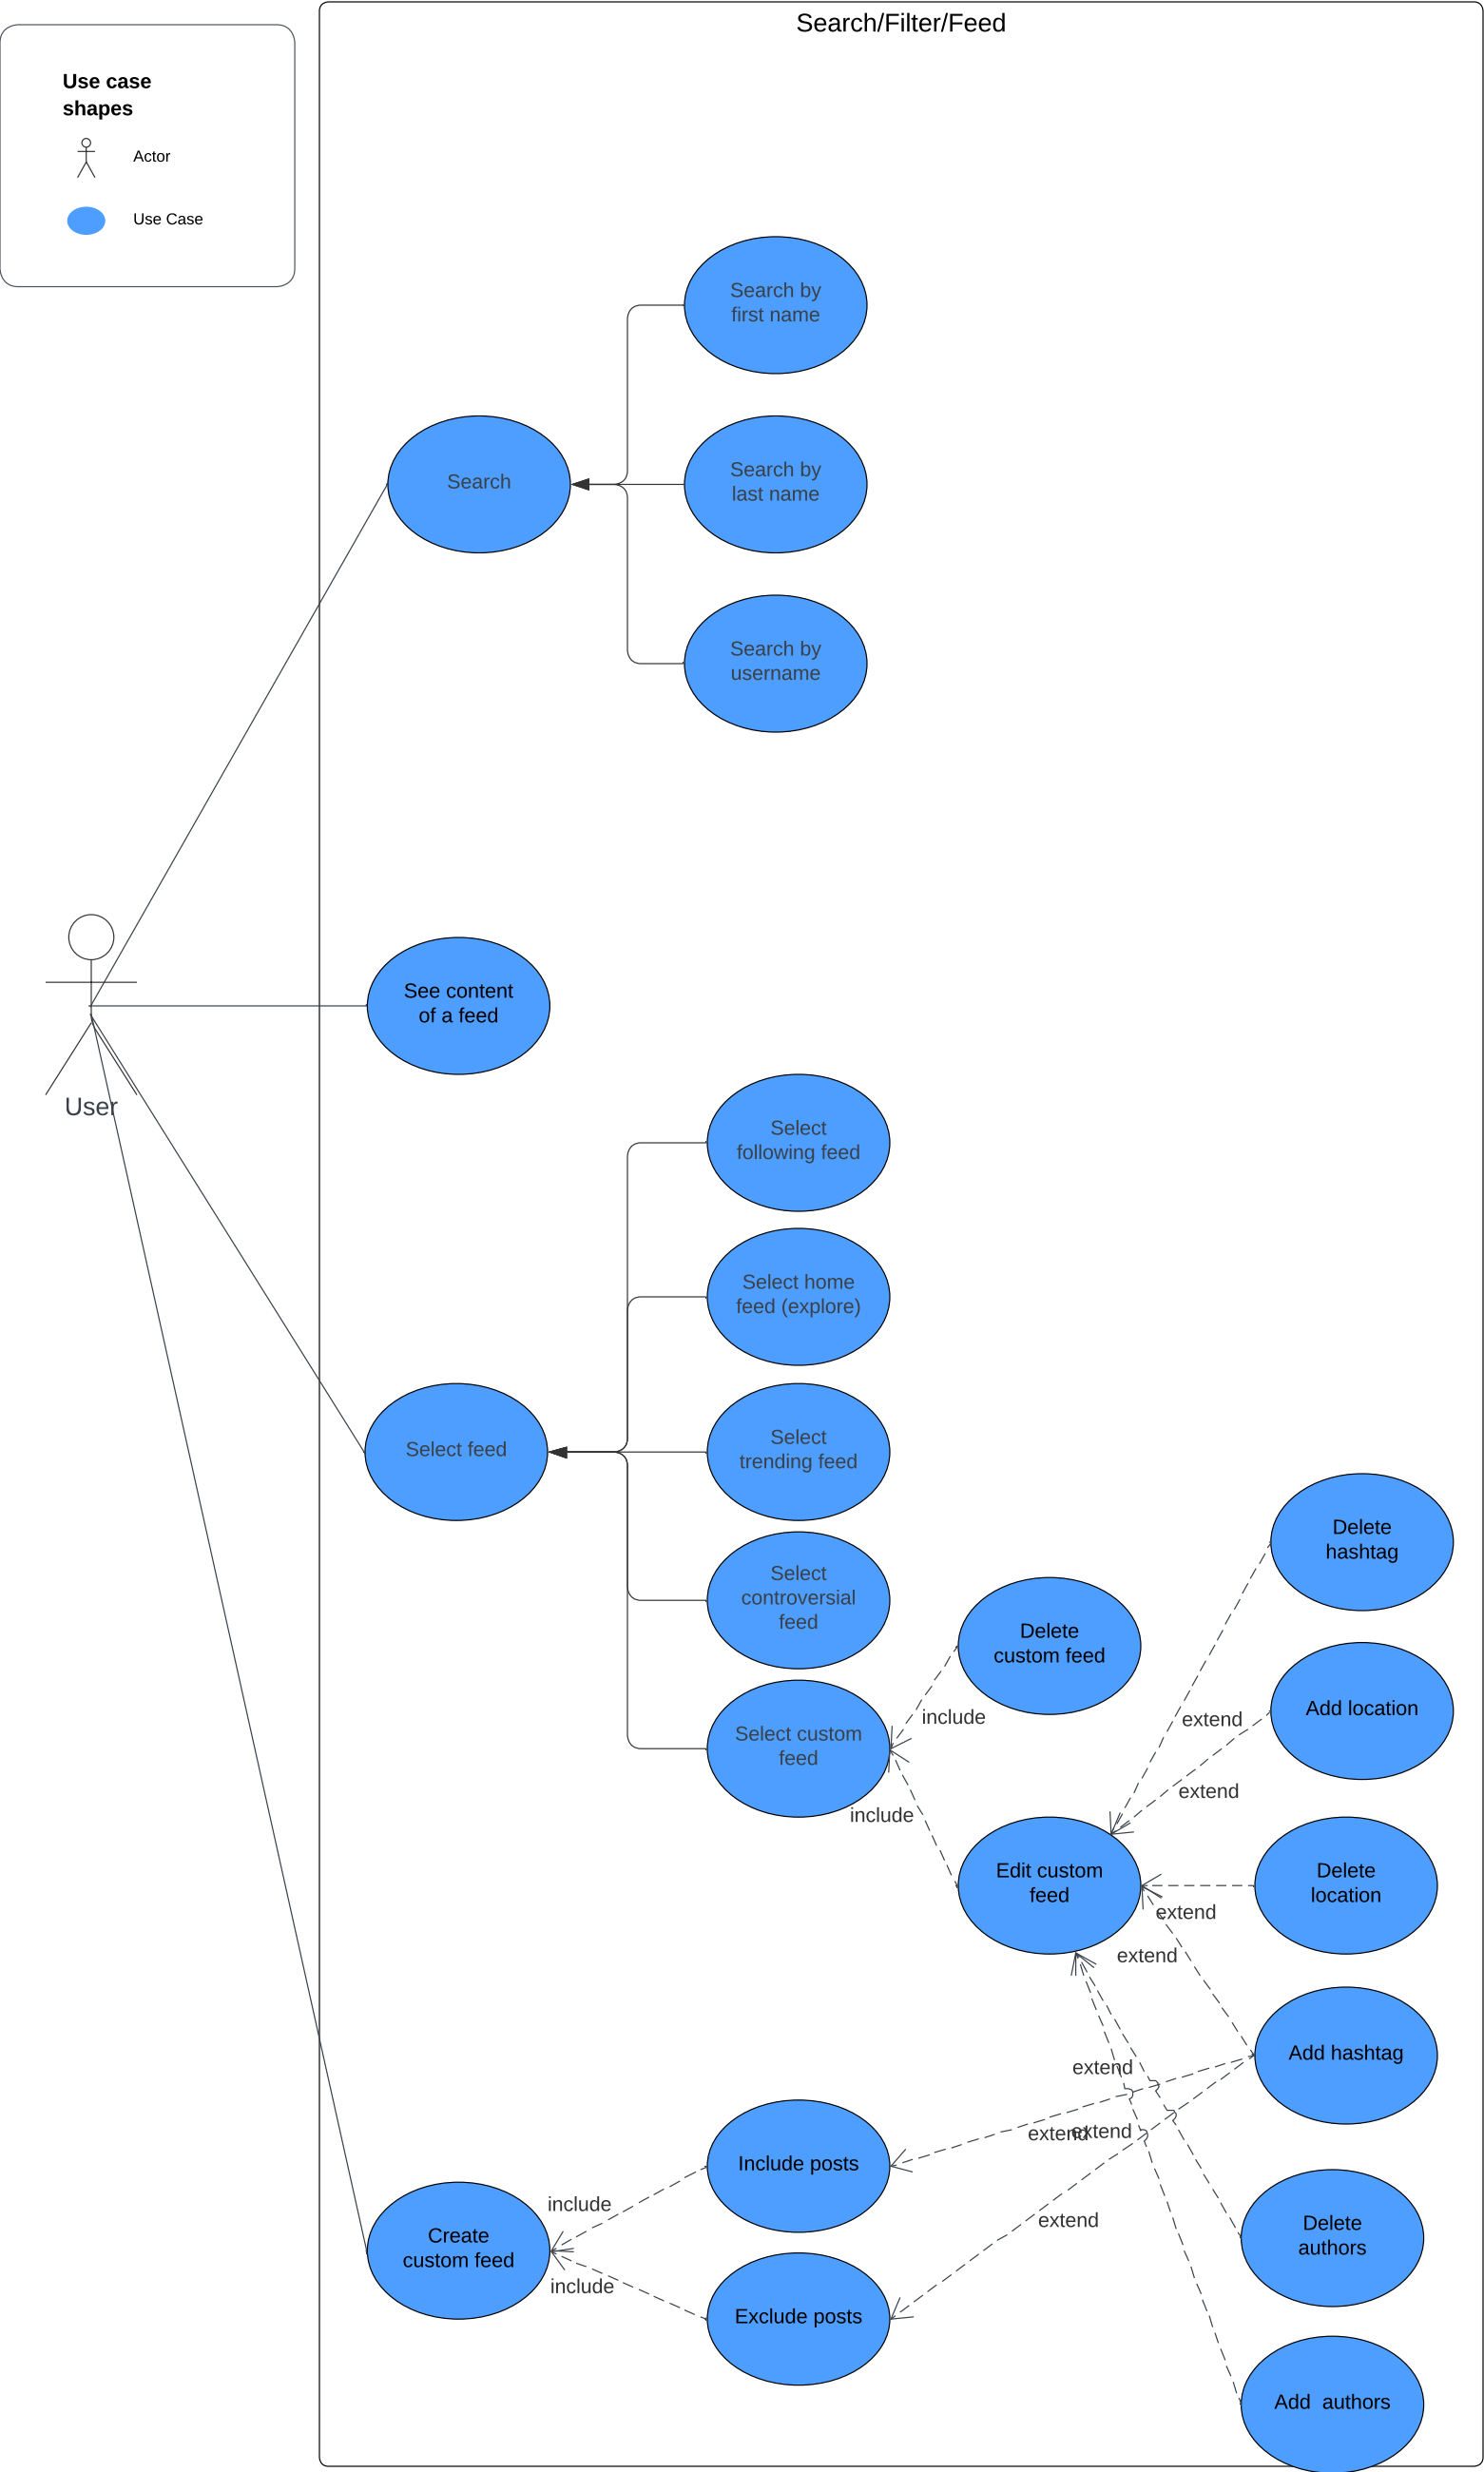 Search/Filter/Feed
Use case
shapes
Actor
Use Case
Search by
first name
Search
Search by
last name
Search by
username
See content
of a feed
User
Select
following feed
Select home
feed (explore)
Select feed
Select
trending feed
Select
controversial
feed
Select custom
feed
Delete
custom feed
include
include
Edit custom
feed
Delete
hashtag
extend
Add location
extend
Delete
location
extend
extend
Add hashtag
extend
extend
extend
Include posts
include
Create
custom feed
include
Exclude posts
extend
Delete
authors
Add  authors